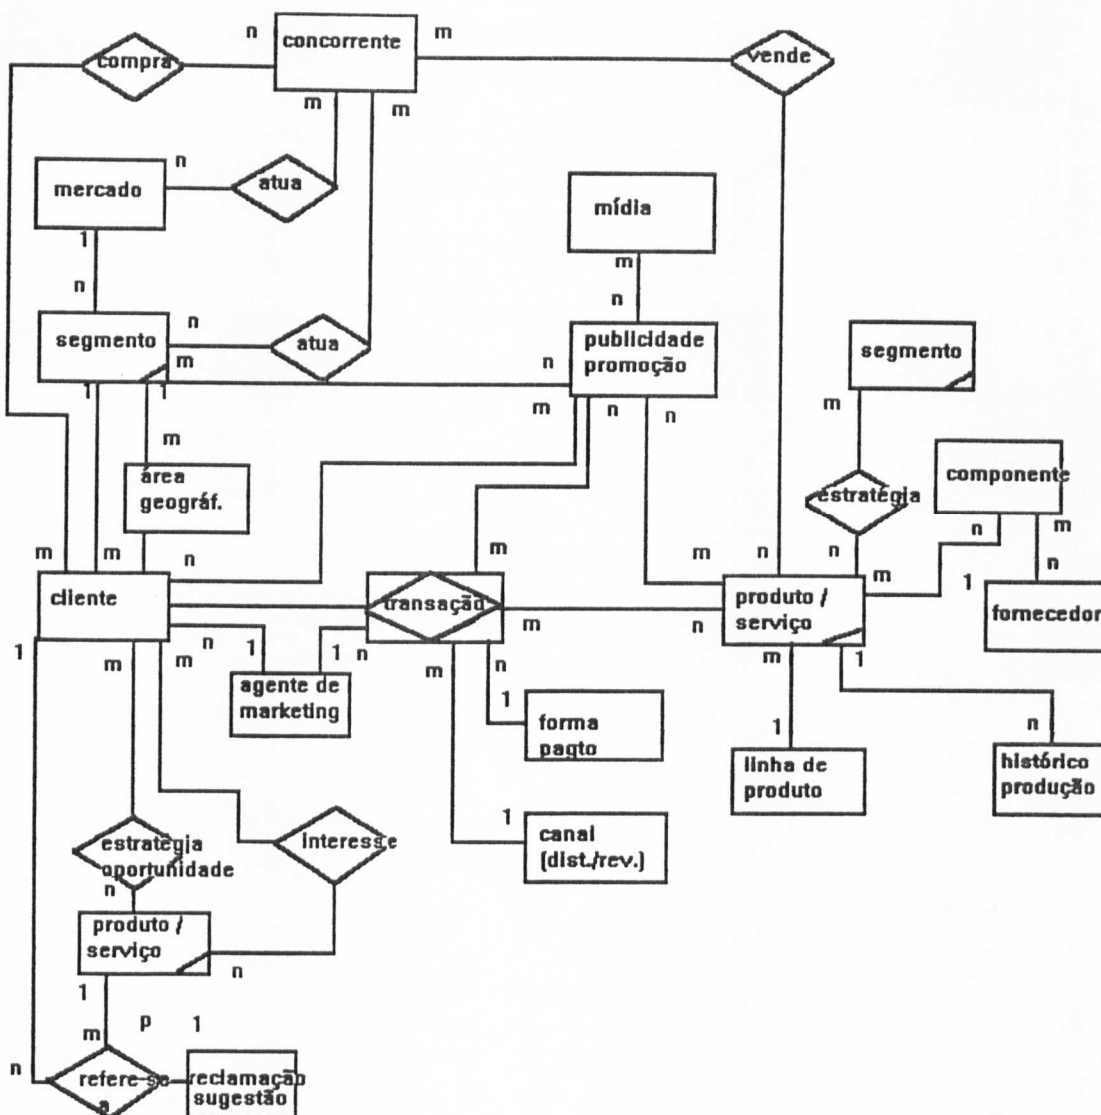 n
concorrente
m
compra
vende
m
m
n
mercado
atua
mídia
1
m
n
n
segmento
n
atua
m
1
1
n
publicidade
promoção
segmento
m
n
n
m
m
área
geográf.
estratégia
componente
n
m
m
m
n
m
m
n
n
m
1
n
cliente
transação
produto /
serviço
fornecedor
1
m
m
n
1
1
n
m
m
n
n
m
1
agente de
marketing
1
forma
pagto
1
linha de
produto
n
histórico
produção
estratégia
oportunidade
interesse
1
canal
(dist./rev.)
n
produto /
serviço
n
1
p
1
m
n
refere-se
a
reclamação
sugestão